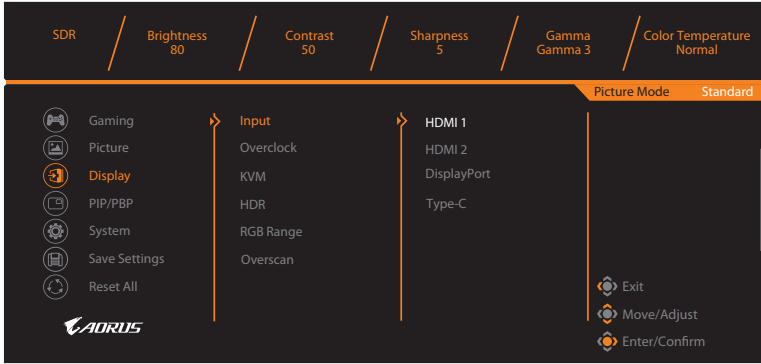 SDR
Brightness
80
Contrast
50
Sharpness
5
Gamma
Gamma 3
Color Temperature
Normal
Picture Mode Standard
Gaming
Picture
Display
PIP/PBP
System
Save Settings
Reset All
Input
Overclock
KVM
HDR
RGB Range
Overscan
HDMI 1
HDMI 2
DisplayPort
Type-C
Exit
Move/Adjust
Enter/Confirm
AORUS